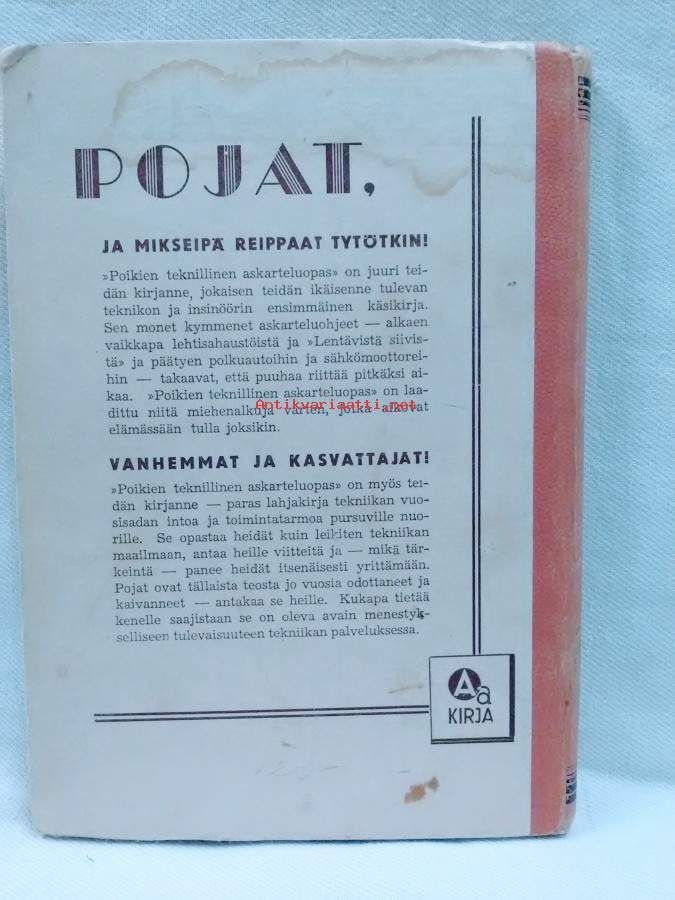 POJAT,
JA MIKSEIPÄ REIPPAAT TYTÖTKIN!
»Poikien teknillinen askarteluopas» on juuri tei-
dän kirjanne, jokaisen teidän ikäisenne tulevan
teknikon ja insinöörin ensimmäinen käsikirja.
Sen monet kymmenet askarteluohjeet — alkaen
vaikkapa lehtisahaustöistä ja »Lentävistä siivis-
tä» ja päätyen polkuautoihin ja sähkömoottorei-
hin — takaavat, että puuhaa riittää pitkäksi ai-
kaa. »Poikien teknillinen askarteluopas» on laa-
dittu niitä miehenalkuja varten, jotka aikovat
Antikvariaatti.net
elämässään tulla joksikin.
VANHEMMAT JA KASVATTAJAT!
»Poikien teknillinen askarteluopas» on myös tei-
dän kirjanne — paras lahjakirja tekniikan vuo-
sisadan intoa ja toimintatarmoa pursuville nuo-
rille. Se opastaa heidät kuin leikiten tekniikan
maailmaan, antaa heille viitteitä ja — mikä tär-
keintä — panee heidät itsenäisesti yrittämään.
Pojat ovat tällaista teosta jo vuosia odottaneet ja
kaivanneet — antakaa se heille. Kukapa tietää
kenelle saajistaan se on oleva avain menestyk-
selliseen tulevaisuuteen tekniikan palveluksessa.
Aa
KIRJA